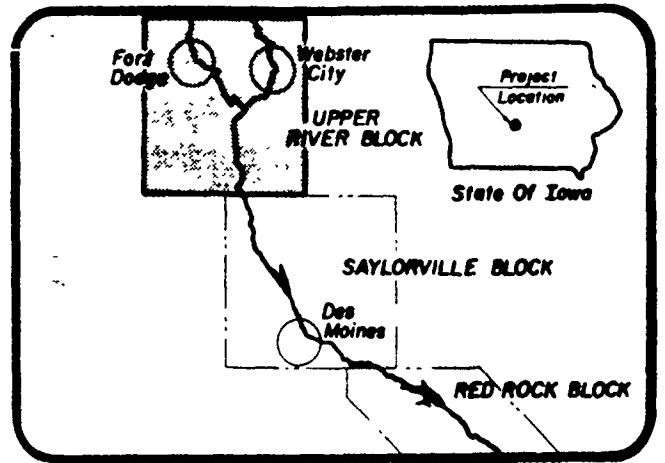 Fort
Dodge
Webster
City
UPPER
RIVER BLOCK
Project
Location
State Of Iowa
SAYLORVILLE BLOCK
Des
Moines
RED ROCK BLOCK